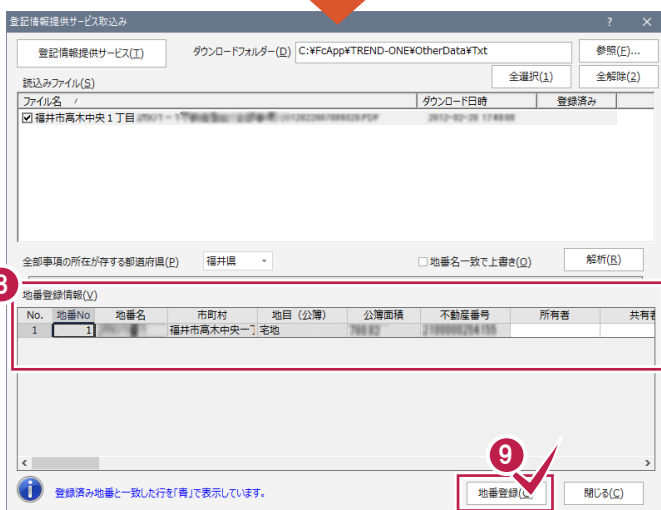 登記情報提供サービス取込み ? ×
登記情報提供サービス(T) ダウンロードフォルダー(D) C:¥FcApp¥TREND-ONE¥OtherData¥Txt 参照(F)...
全選択(1) 全解除(2)
読込みファイル(S)
ファイル名 / ダウンロード日時 登録済み
福井市高木中央1丁目
全部事項の所在が存する都道府県(P) 福井県 地番名一致で上書き(O) 解析(R)
8
地番登録情報(V)
No. 地番No 地番名 市町村 地目（公簿） 公簿面積 不動産番号 所有者 共有者
1 1 福井市高木中央一丁 宅地
9
登録済み地番と一致した行を「青」で表示しています。 地番登録( 閉じる(C)